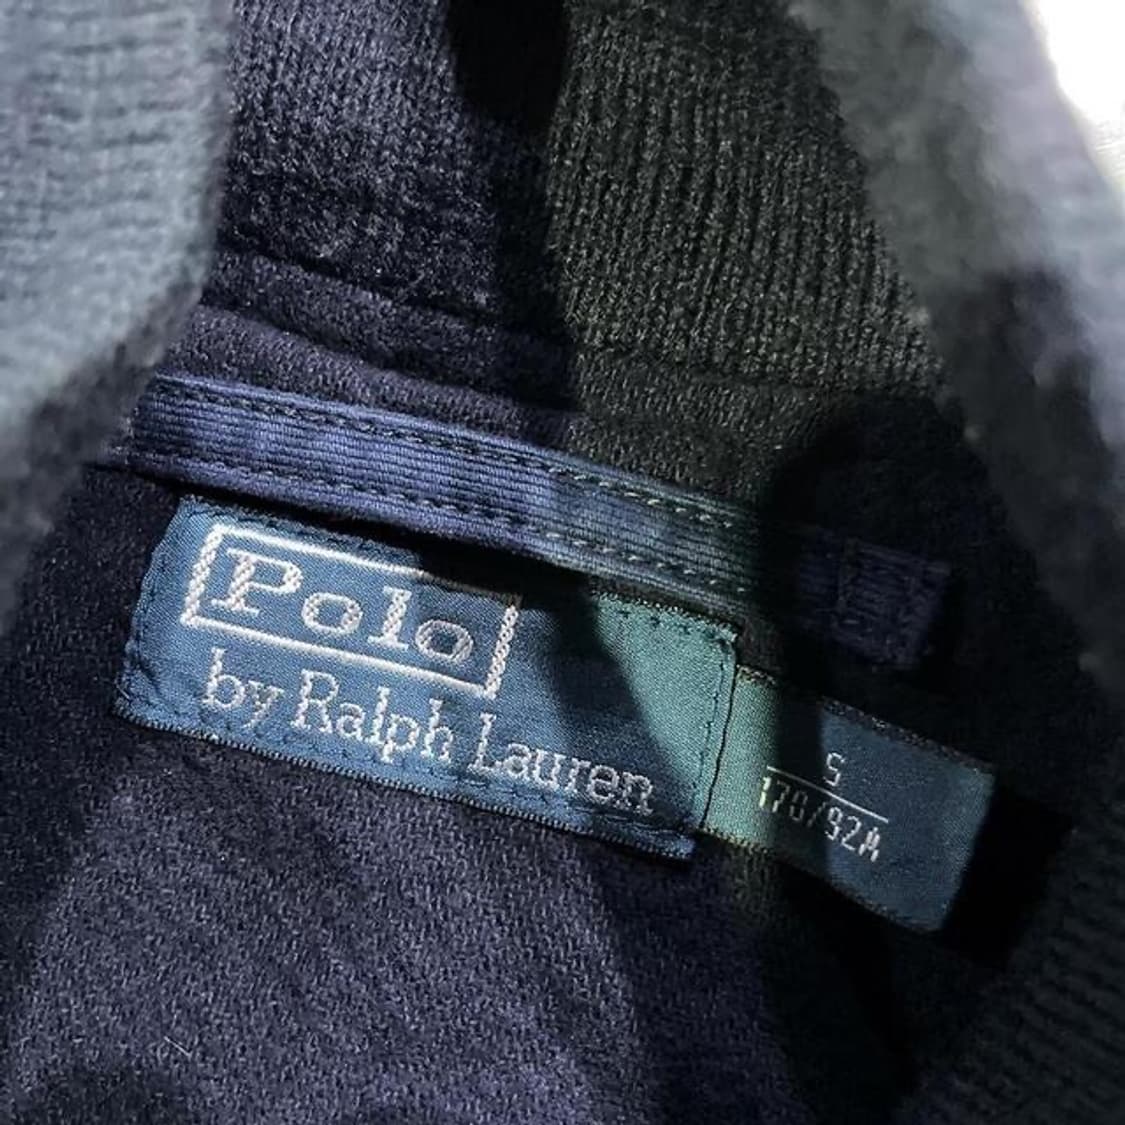 Polo
by Ralph Lauren
S
170/92A